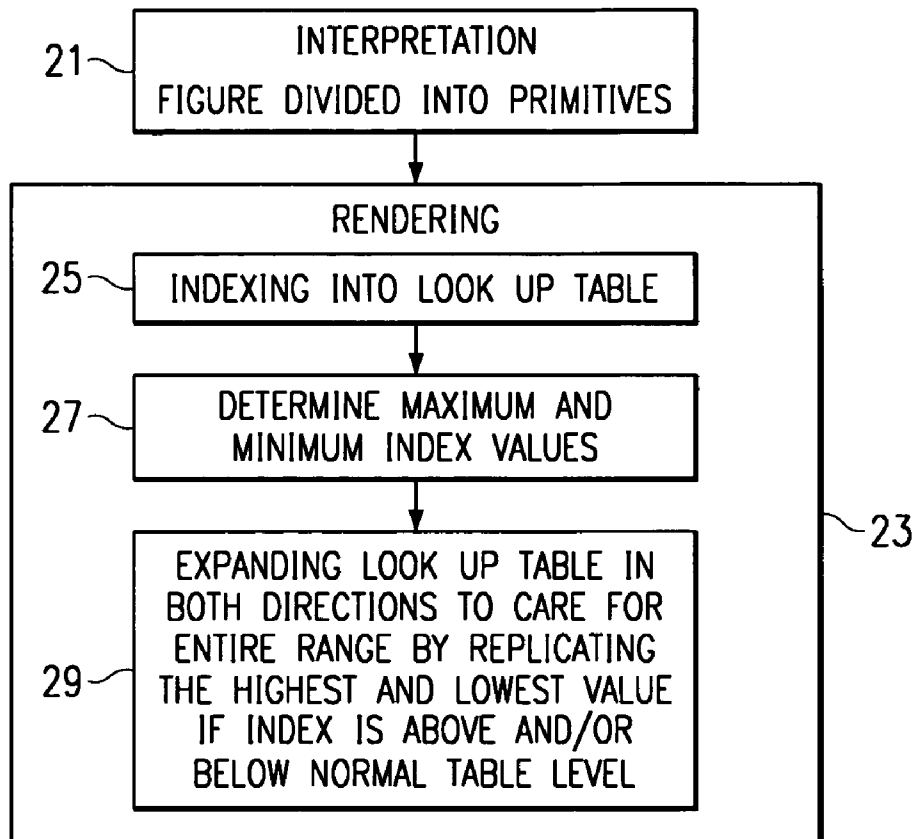 21
INTERPRETATION
FIGURE DIVIDED INTO PRIMITIVES
RENDERING
25
INDEXING INTO LOOK UP TABLE
27
DETERMINE MAXIMUM AND
MINIMUM INDEX VALUES
23
29
EXPANDING LOOK UP TABLE IN
BOTH DIRECTIONS TO CARE FOR
ENTIRE RANGE BY REPLICATING
THE HIGHEST AND LOWEST VALUE
IF INDEX IS ABOVE AND/OR
BELOW NORMAL TABLE LEVEL